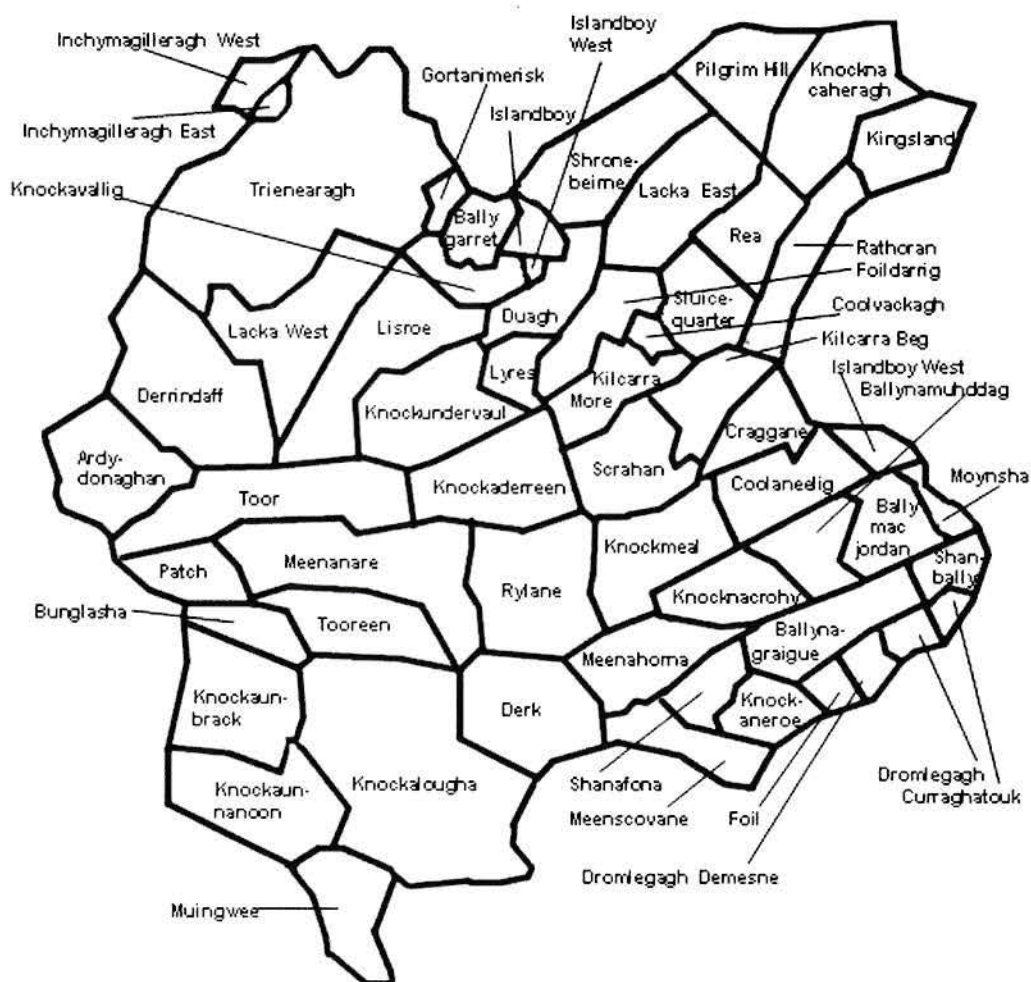 Islandboy
West
Inchymagilleragh West
Gortanimerisk
Pilgrim Hill
Knockna
caheragh
Islandboy
Inchymagilleragh East
Kingsland
Shrone-
beirne
Knockavallig
Trienearagh
Lacka East
Bally
garret
Rea
Rathoran
Foildarrig
Sluice-
quarter
Coolvackagh
Duagh
Lacka West
Lisroe
Kilcarra Beg
Islandboy West
Ballynamuhddag
Lyres
Kilcarra
More
Derrindaff
Knockundervaul
Craggane
Ardy-
donaghan
Scrahan
Toor
Knockaderreen
Coolaneelig
Moynsha
Bally
mac
jordan
Knockmeal
Patch
Meenanare
Shan-
bally
Rylane
Knocknacrohy
Bunglasha
Tooreen
Ballyna-
graigue
Meenahorna
Knockaun-
brack
Derk
Knock-
aneroe
Knockaun-
nanoon
Knockalougha
Shanafona
Dromlegagh
Curraghatouk
Meenscovane
Foil
Dromlegagh Demesne
Muingwee